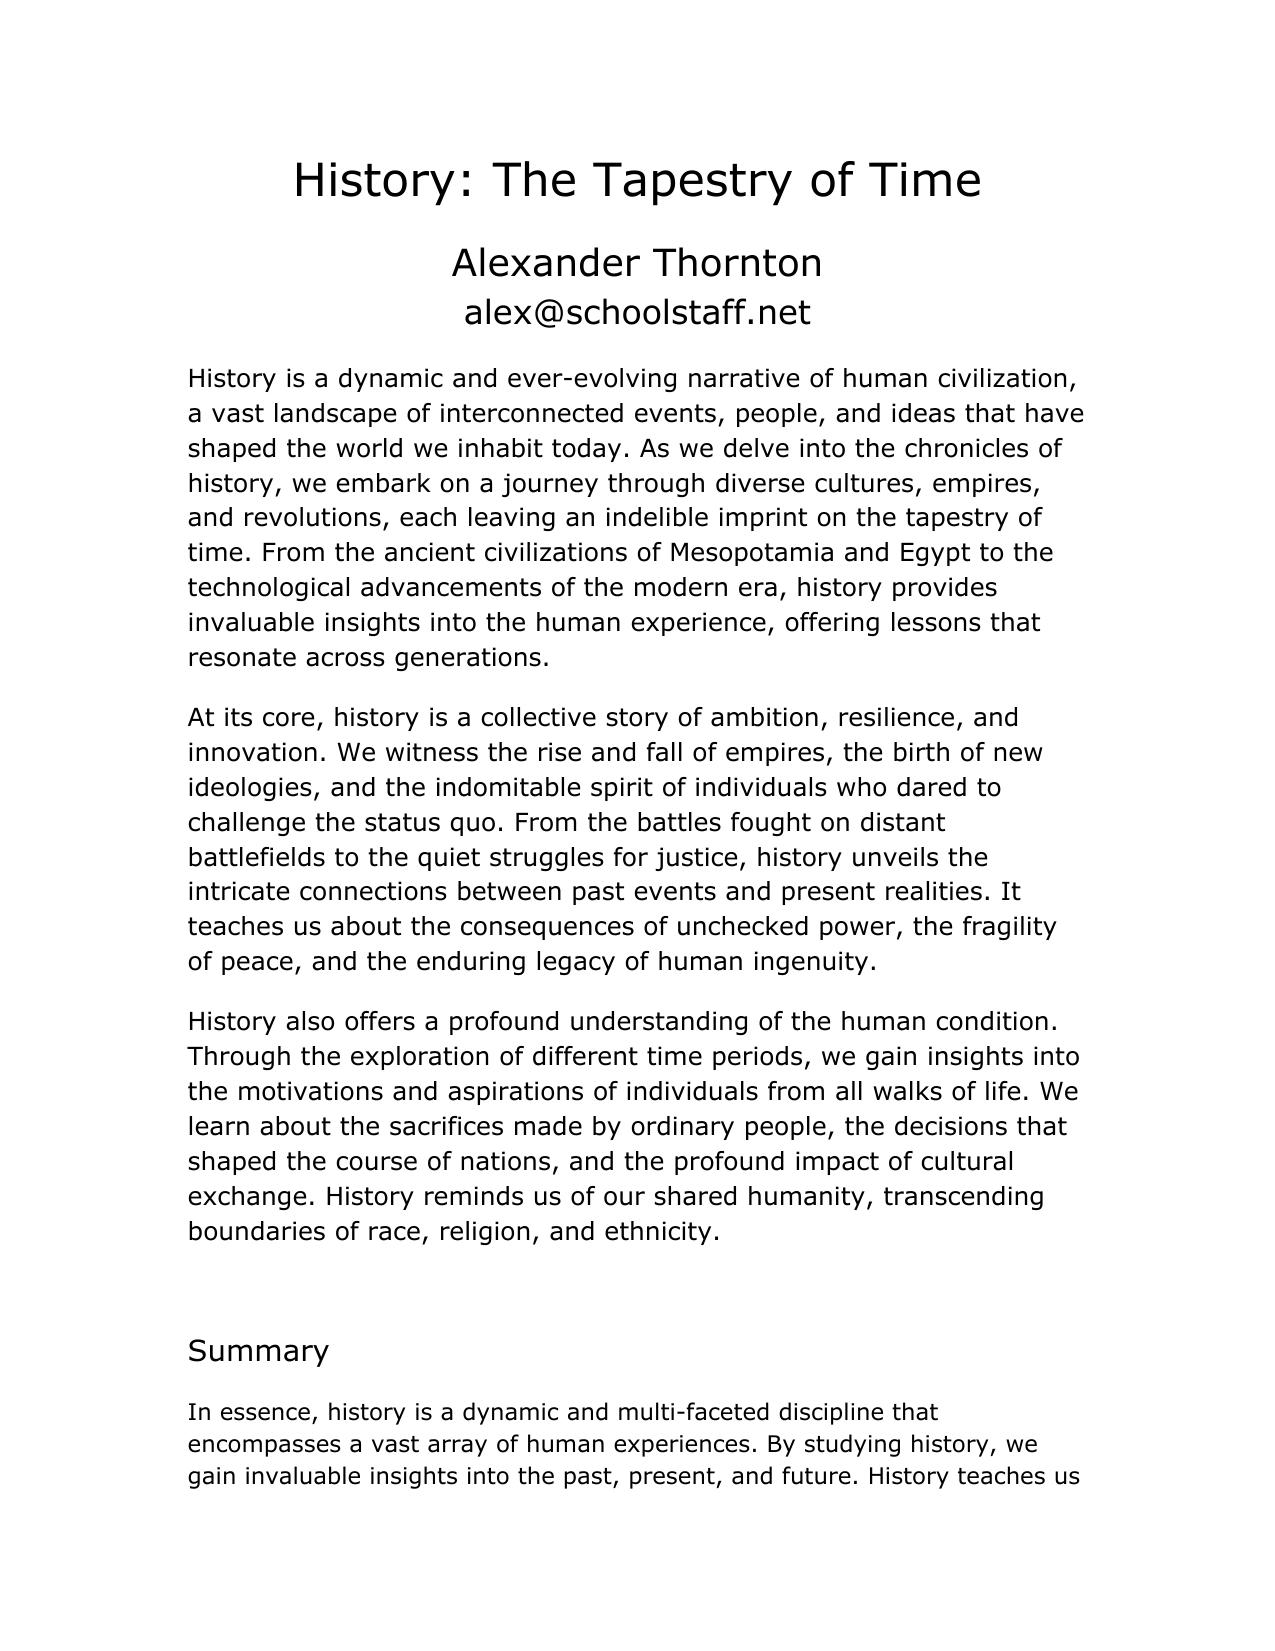 History: The Tapestry of Time
Alexander Thornton
alex@schoolstaff.net
History is a dynamic and ever-evolving narrative of human civilization,
a vast landscape of interconnected events, people, and ideas that have
shaped the world we inhabit today. As we delve into the chronicles of
history, we embark on a journey through diverse cultures, empires,
and revolutions, each leaving an indelible imprint on the tapestry of
time. From the ancient civilizations of Mesopotamia and Egypt to the
technological advancements of the modern era, history provides
invaluable insights into the human experience, offering lessons that
resonate across generations.
At its core, history is a collective story of ambition, resilience, and
innovation. We witness the rise and fall of empires, the birth of new
ideologies, and the indomitable spirit of individuals who dared to
challenge the status quo. From the battles fought on distant
battlefields to the quiet struggles for justice, history unveils the
intricate connections between past events and present realities. It
teaches us about the consequences of unchecked power, the fragility
of peace, and the enduring legacy of human ingenuity.
History also offers a profound understanding of the human condition.
Through the exploration of different time periods, we gain insights into
the motivations and aspirations of individuals from all walks of life. We
learn about the sacrifices made by ordinary people, the decisions that
shaped the course of nations, and the profound impact of cultural
exchange. History reminds us of our shared humanity, transcending
boundaries of race, religion, and ethnicity.
Summary
In essence, history is a dynamic and multi-faceted discipline that
encompasses a vast array of human experiences. By studying history, we
gain invaluable insights into the past, present, and future. History teaches us